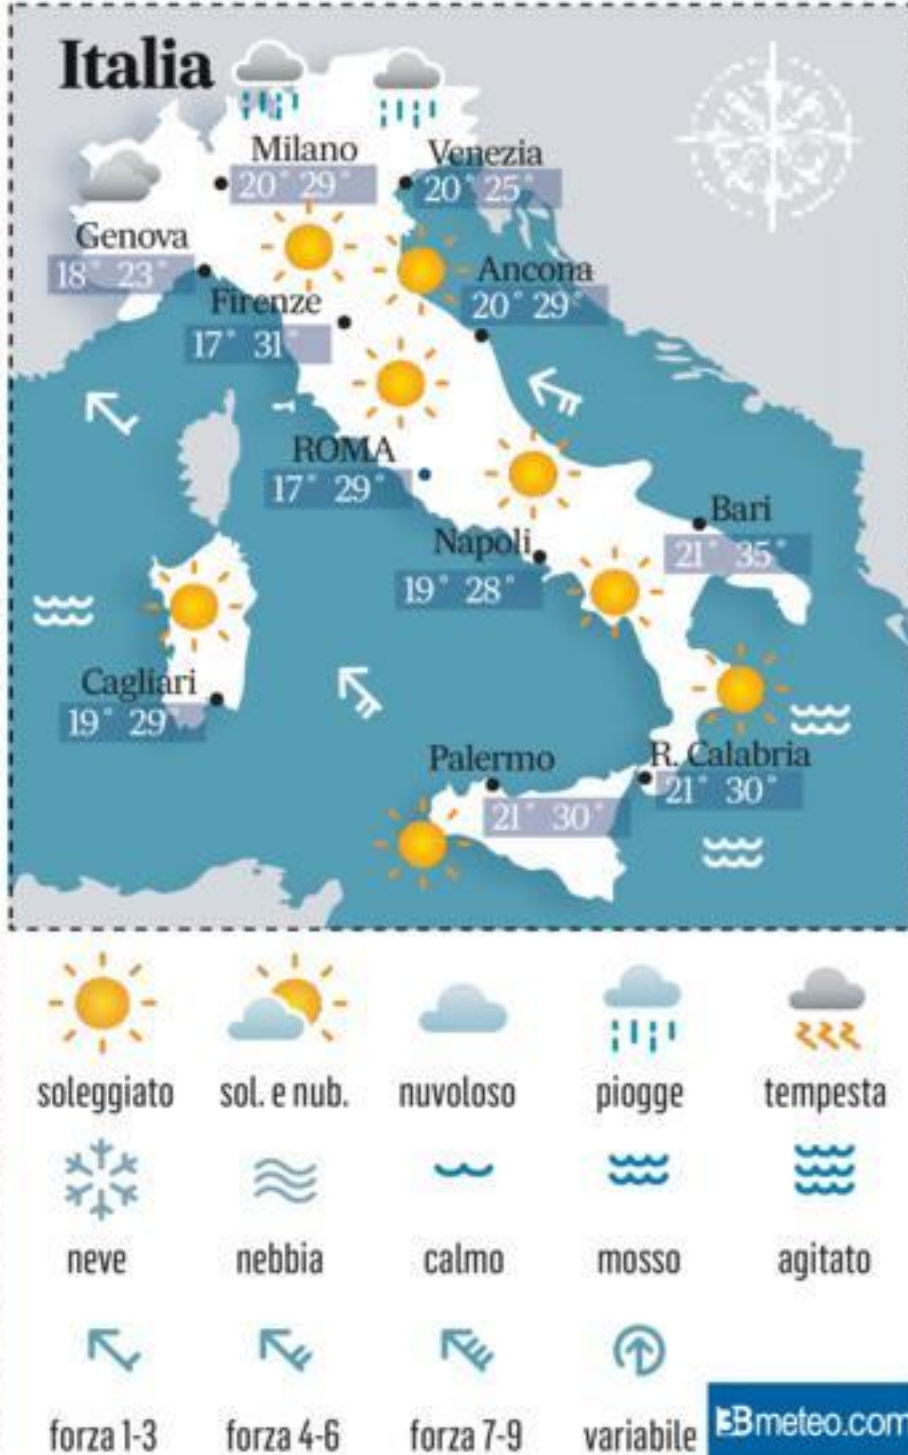 Italia
Milano
20° 29°
Venezia
20° 25°
Genova
18° 23°
Ancona
20° 29°
Firenze
17° 31°
ROMA
17° 29°
Bari
21° 35°
Napoli
19° 28°
Cagliari
19° 29°
Palermo
21° 30°
R. Calabria
21° 30°
soleggiato
sol. e nub.
nuvoloso
piogge
tempesta
neve
nebbia
calmo
mosso
agitato
forza 1-3
forza 4-6
forza 7-9
variabile
3Bmeteo.com